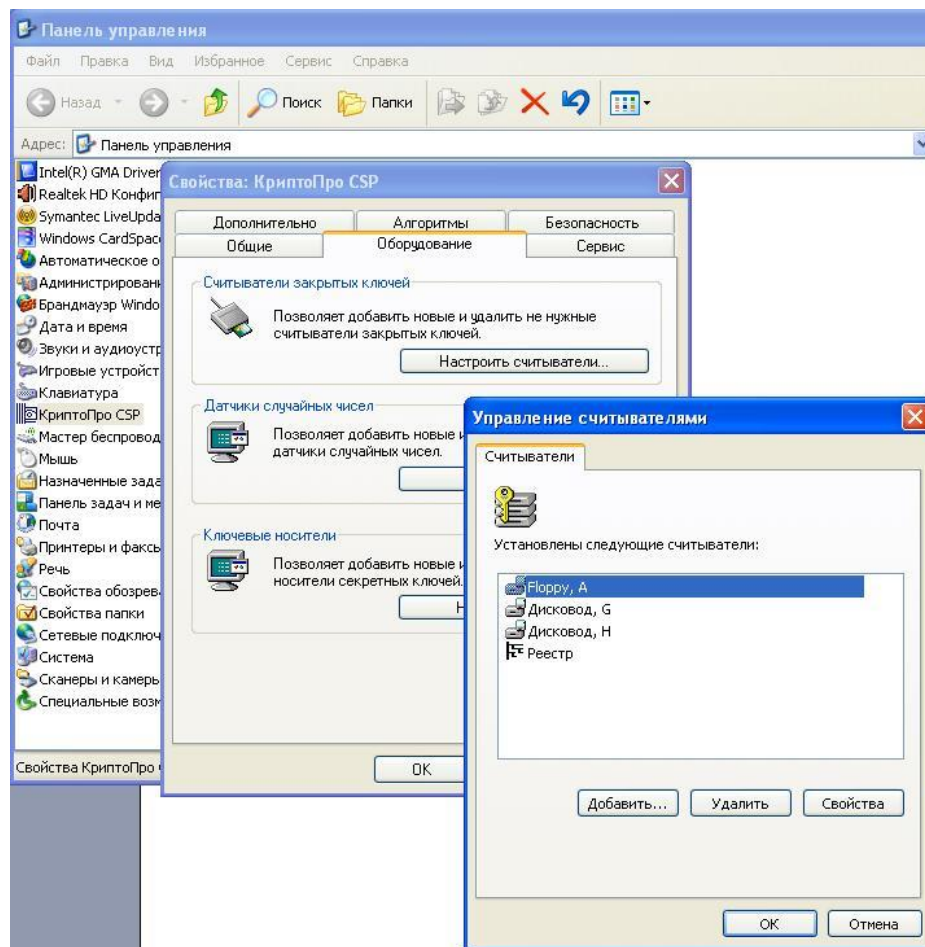 Панель управления
Файл Правка Вид Избранное Сервис Справка
Назад Поиск Папки
Адрес: Панель управления
Intel(R) GMA Driver
Realtek HD Конфиг
Symantec LiveUpda
Windows CardSpac
Автоматическое о
Администрирован
Брандмауэр Windo
Дата и время
Звуки и аудиоустр
Игровые устройст
Клавиатура
КриптоПро CSP
Мастер беспровод
Мышь
Назначенные зада
Панель задач и ме
Почта
Принтеры и факсы
Речь
Свойства обозрев
Свойства папки
Сетевые подключ
Система
Сканеры и камеры
Специальные возм
Свойства КриптоПро
Свойства: КриптоПро CSP
Дополнительно Алгоритмы Безопасность
Общие Оборудование Сервис
Считыватели закрытых ключей
Позволяет добавить новые и удалить не нужные
считыватели закрытых ключей.
Настроить считыватели...
Датчики случайных чисел
Позволяет добавить новые и
датчики случайных чисел.
Ключевые носители
Позволяет добавить новые и
носители секретных ключей.
Н
ОК
Управление считывателями
Считыватели
Установлены следующие считыватели:
Floppy, A
Дисковод, G
Дисковод, H
Реестр
Добавить... Удалить Свойства
ОК Отмена